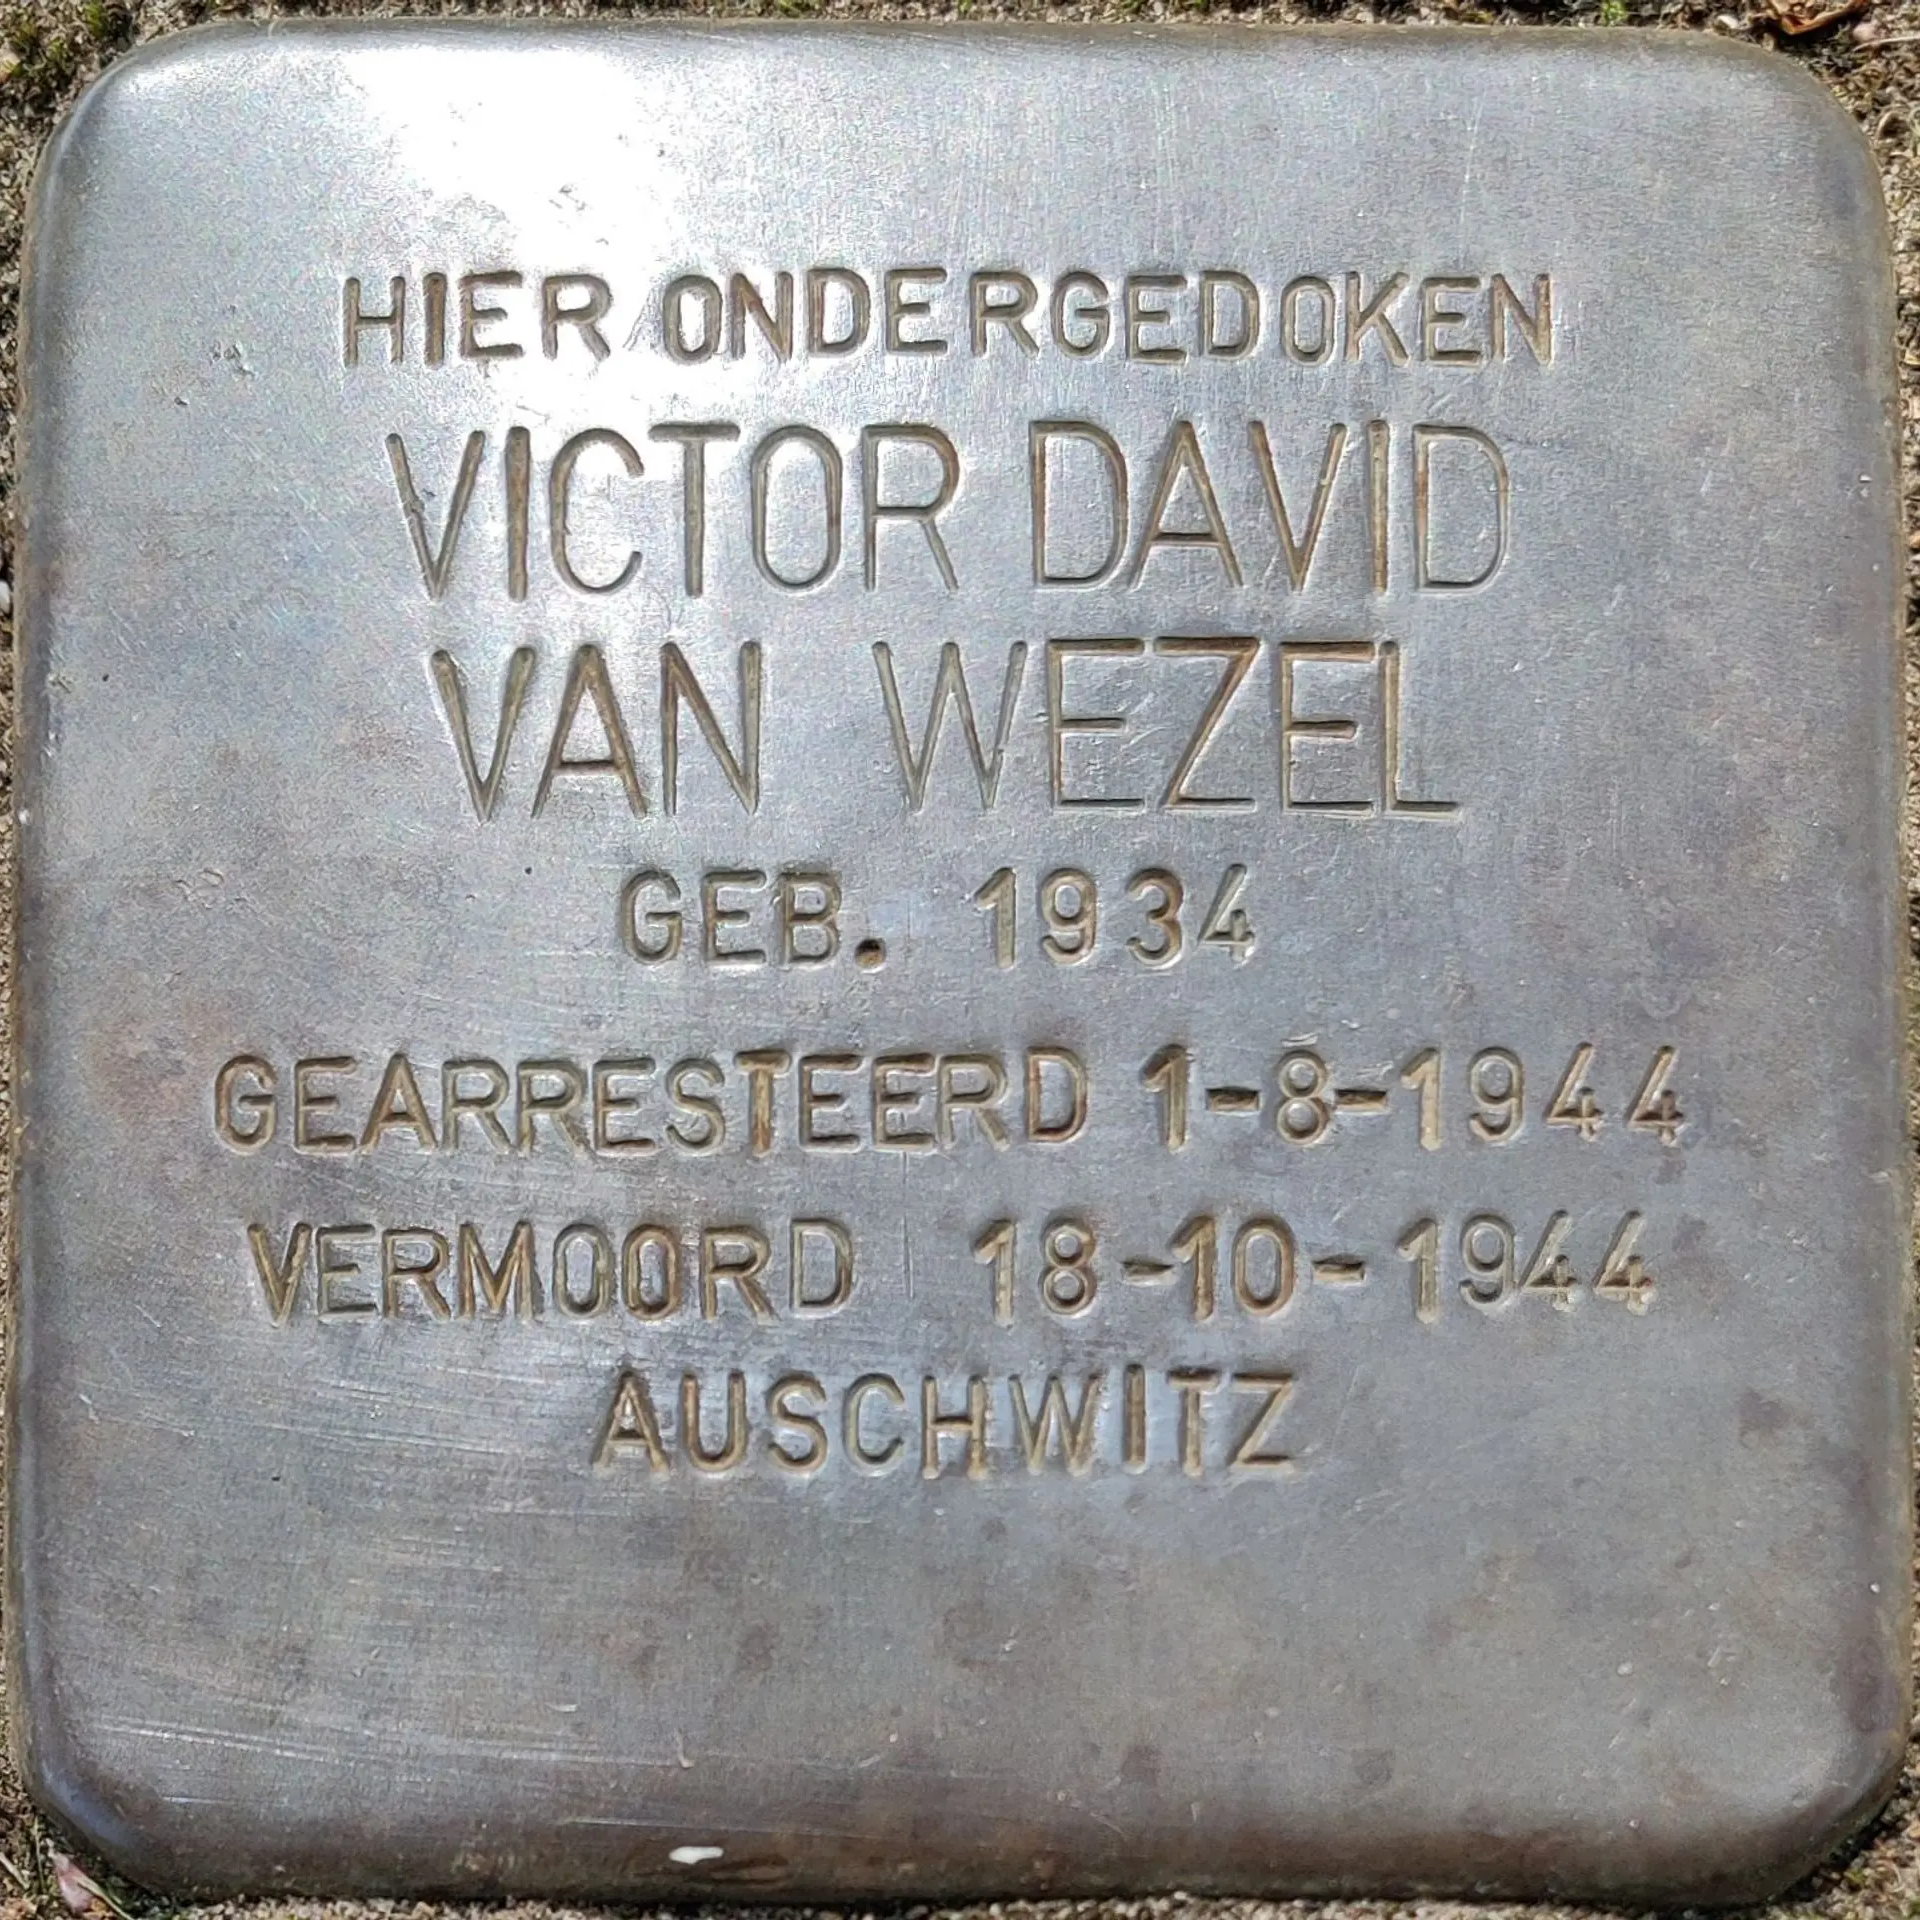 HIER ONDERGEDOKEN
VICTOR DAVID
VAN WEZEL
GEB. 1934
GEARRESTEERD 1-8-1944
VERMOORD 18-10-1944
AUSCHWITZ